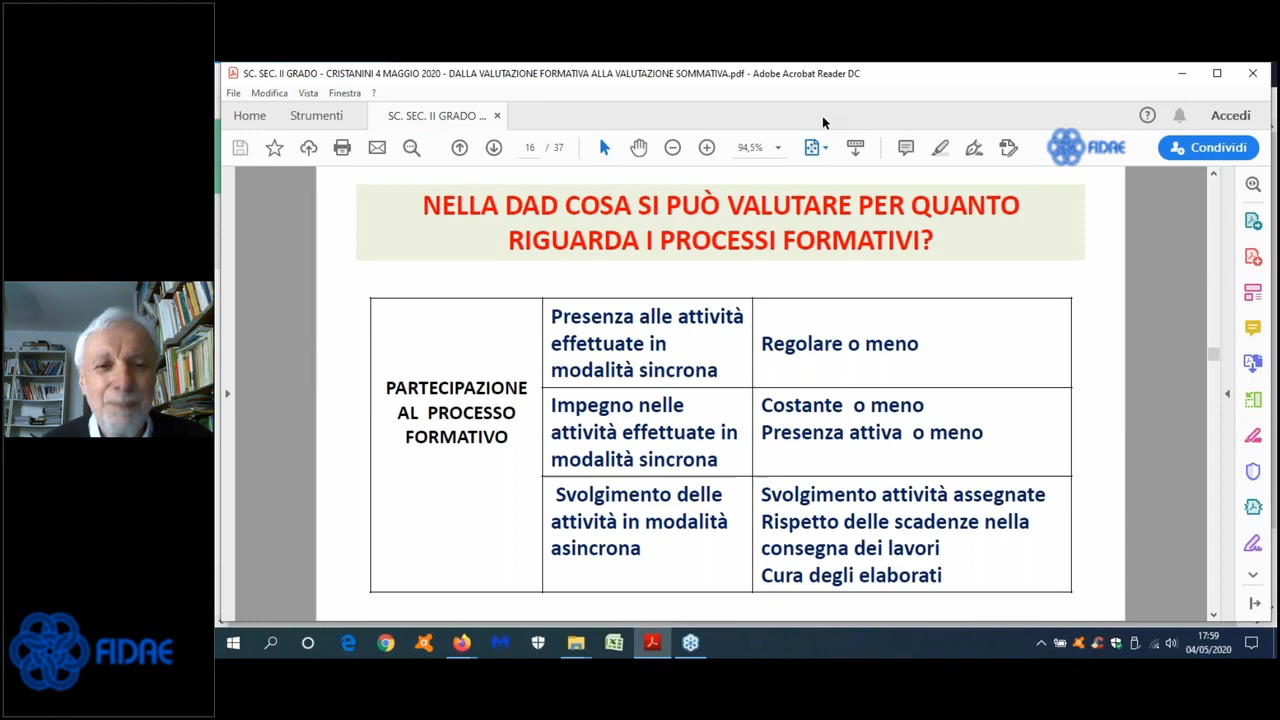 SC. SEC. II GRADO - CRISTANINI 4 MAGGIO 2020 - DALLA VALUTAZIONE FORMATIVA ALLA VALUTAZIONE SOMMATIVA.pdf - Adobe Acrobat Reader DC
File Modifica Vista Finestra ?
Home Strumenti SC. SEC. II GRADO ... × Accedi
16 / 37 94,5% FIDAE Condividi
NELLA DAD COSA SI PUÒ VALUTARE PER QUANTO
RIGUARDA I PROCESSI FORMATIVI?
PARTECIPAZIONE
AL PROCESSO
FORMATIVO
Presenza alle attività
effettuate in
modalità sincrona
Regolare o meno
Impegno nelle
attività effettuate in
modalità sincrona
Costante o meno
Presenza attiva o meno
Svolgimento delle
attività in modalità
asincrona
Svolgimento attività assegnate
Rispetto delle scadenze nella
consegna dei lavori
Cura degli elaborati
FIDAE
17:59
04/05/2020